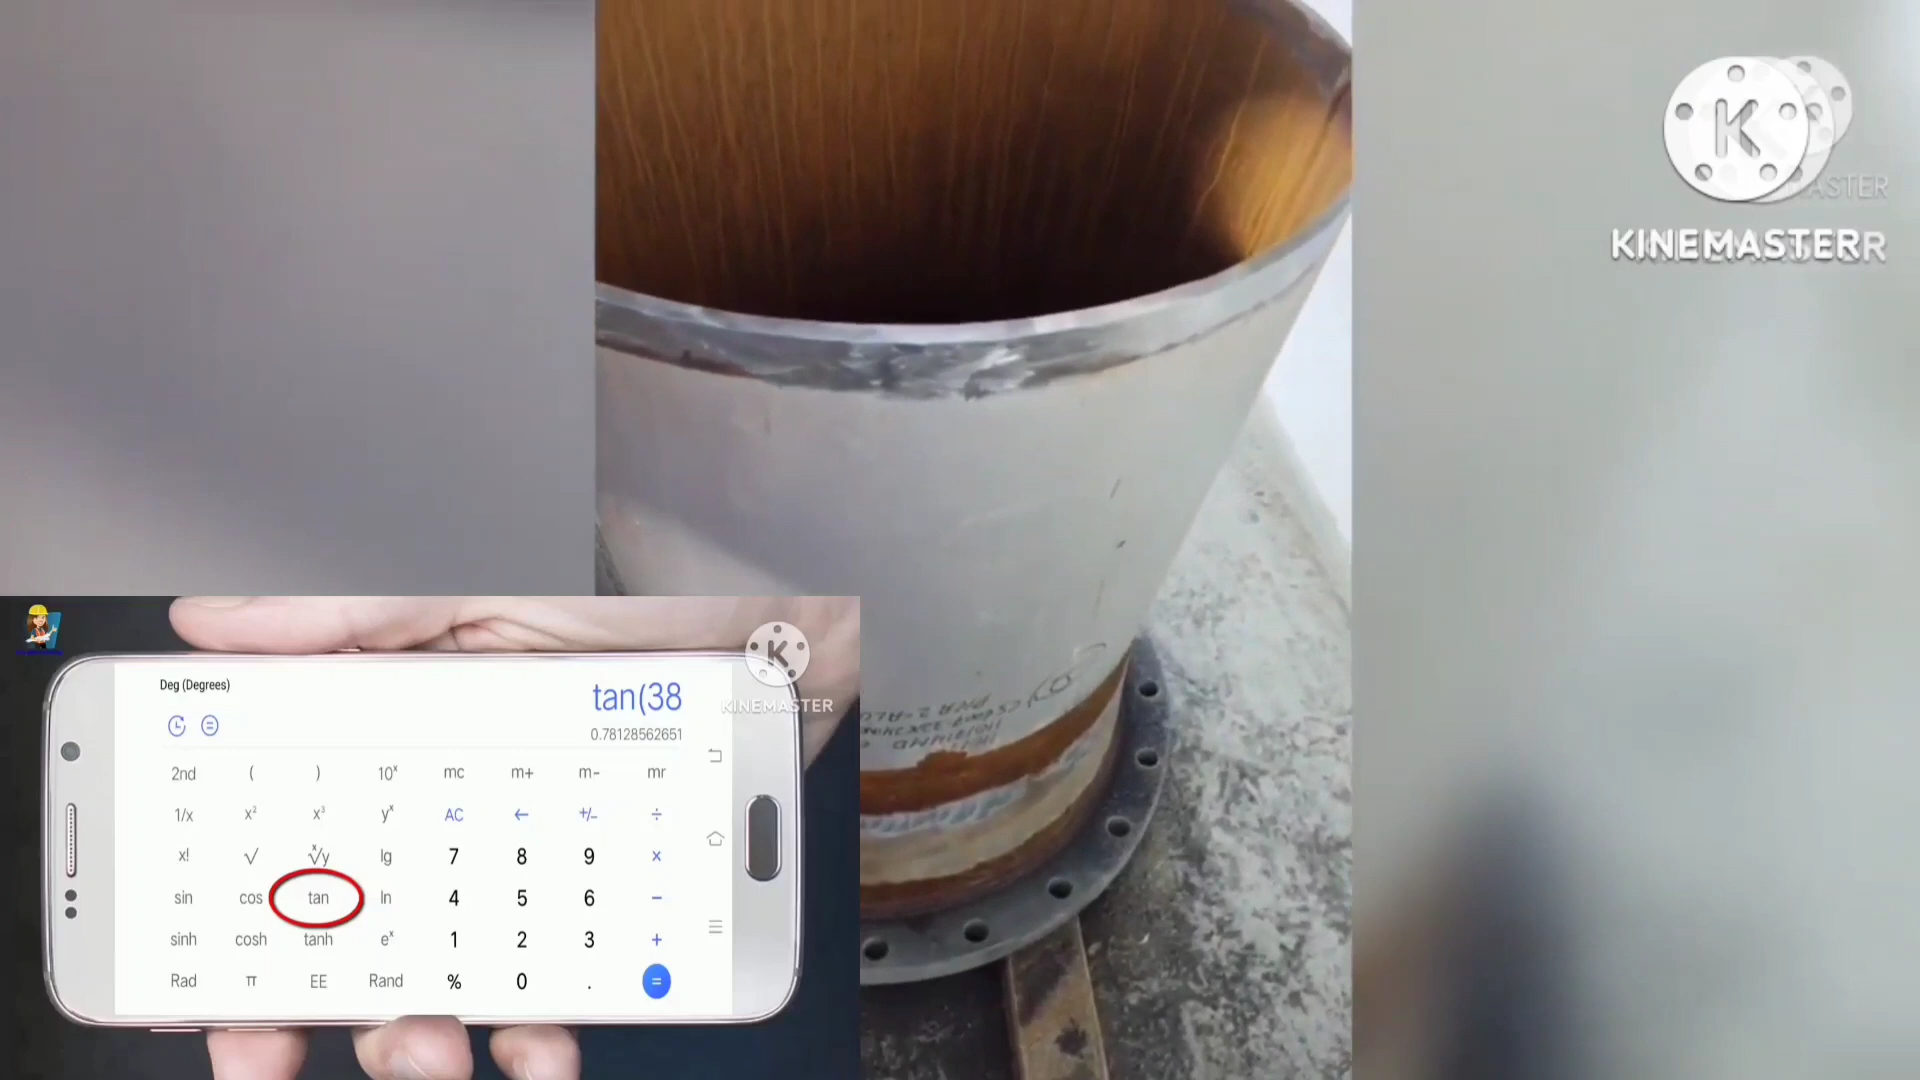 KINEMASTER
Deg (Degrees)
tan(38
0.78128562651
KINEMASTER
2nd ( ) 10ˣ mc m+ m- mr
1/x x² x³ yˣ AC ← +/- ÷
x! √ ˣ√y lg 7 8 9 ×
sin cos tan ln 4 5 6 −
sinh cosh tanh eˣ 1 2 3 +
Rad π EE Rand % 0 . =